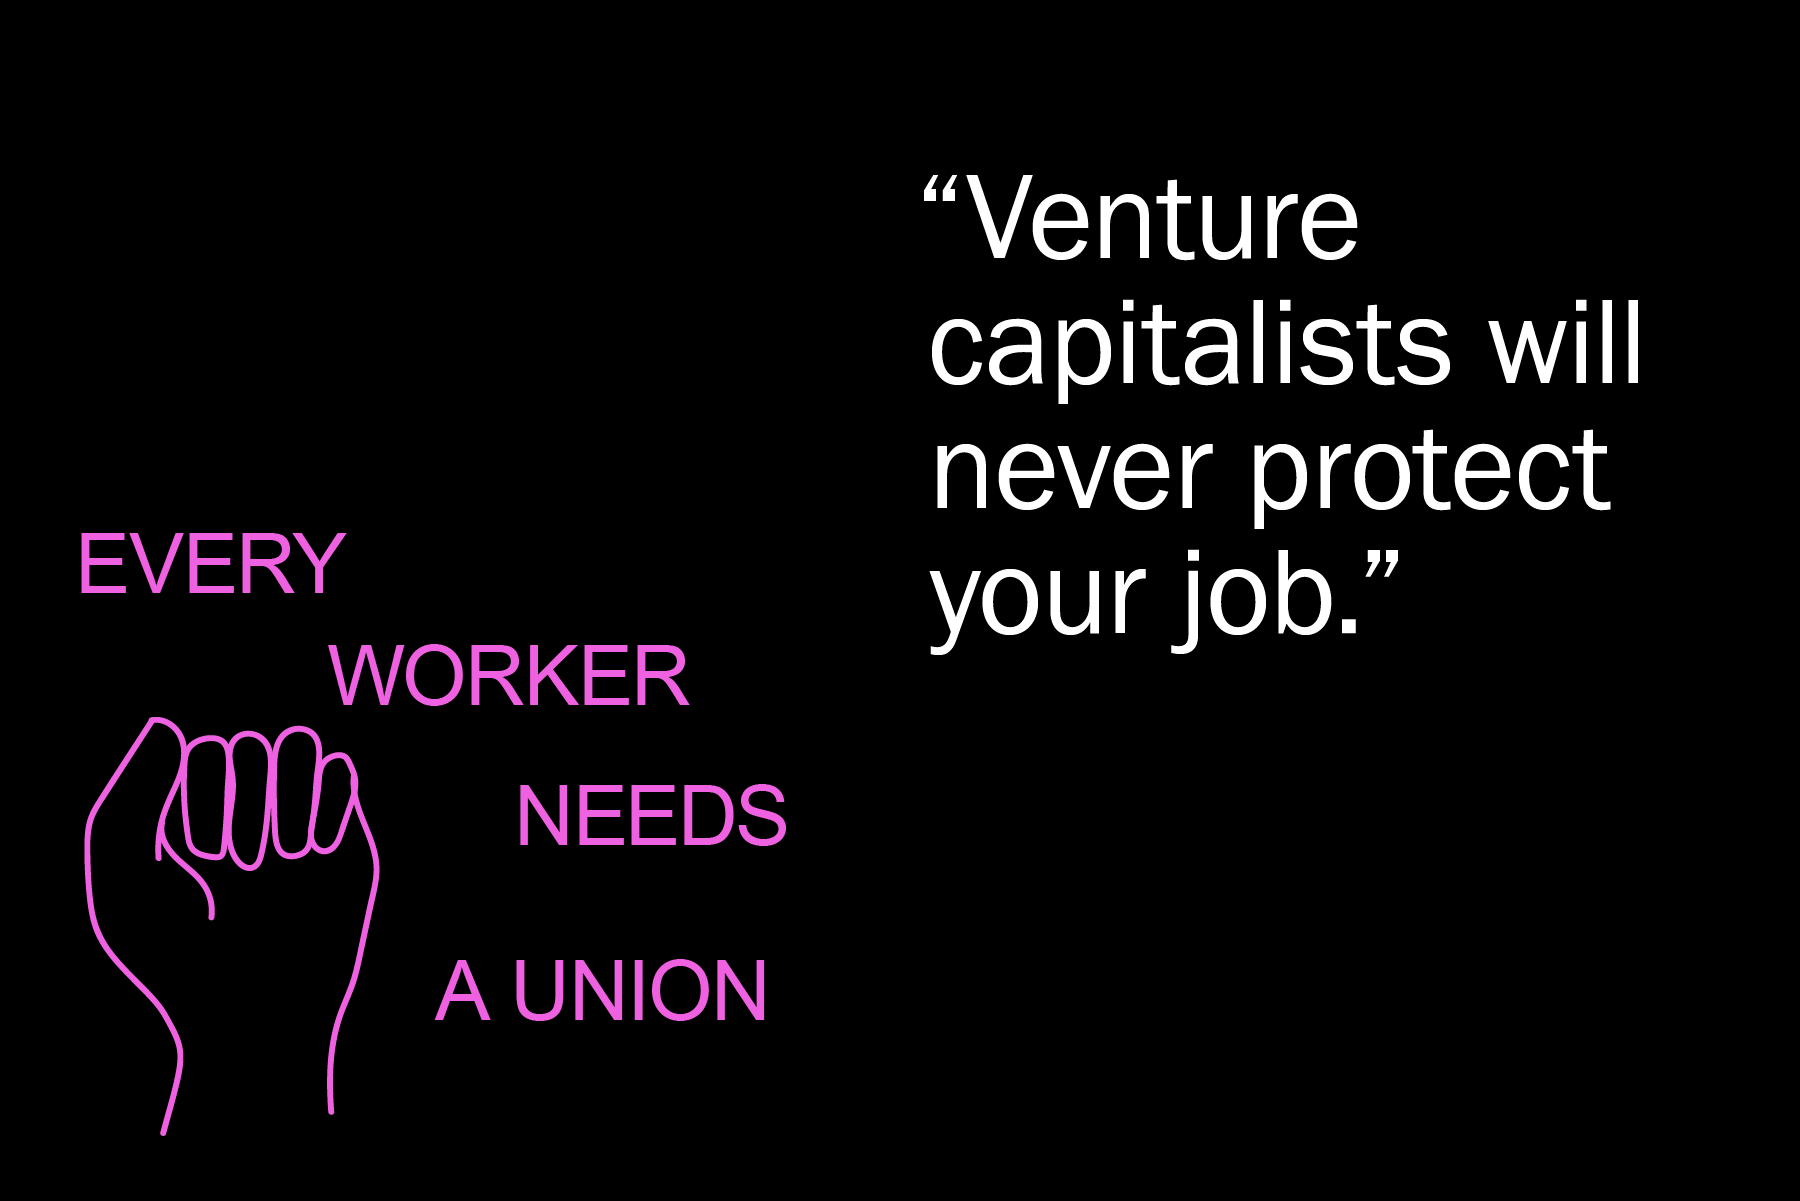 “Venture
capitalists will
never protect
your job.”
EVERY
WORKER
NEEDS
A UNION